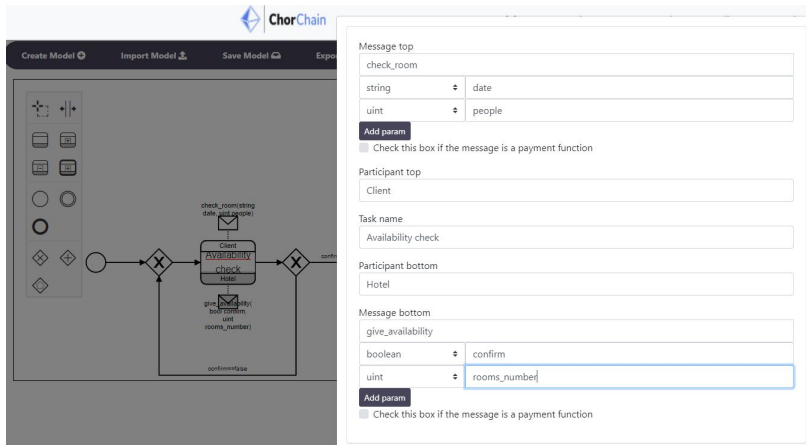 ChorChain
Create Model
Import Model
Save Model
Expo
check_room(string
date, uint people)
Client
Availability
check
Hotel
give_availability(
bool confirm,
uint
rooms_number)
confirm==false
Message top
check_room
string date
uint people
Add param
Check this box if the message is a payment function
Participant top
Client
Task name
Availability check
Participant bottom
Hotel
Message bottom
give_availability
boolean confirm
uint rooms_number
Add param
Check this box if the message is a payment function